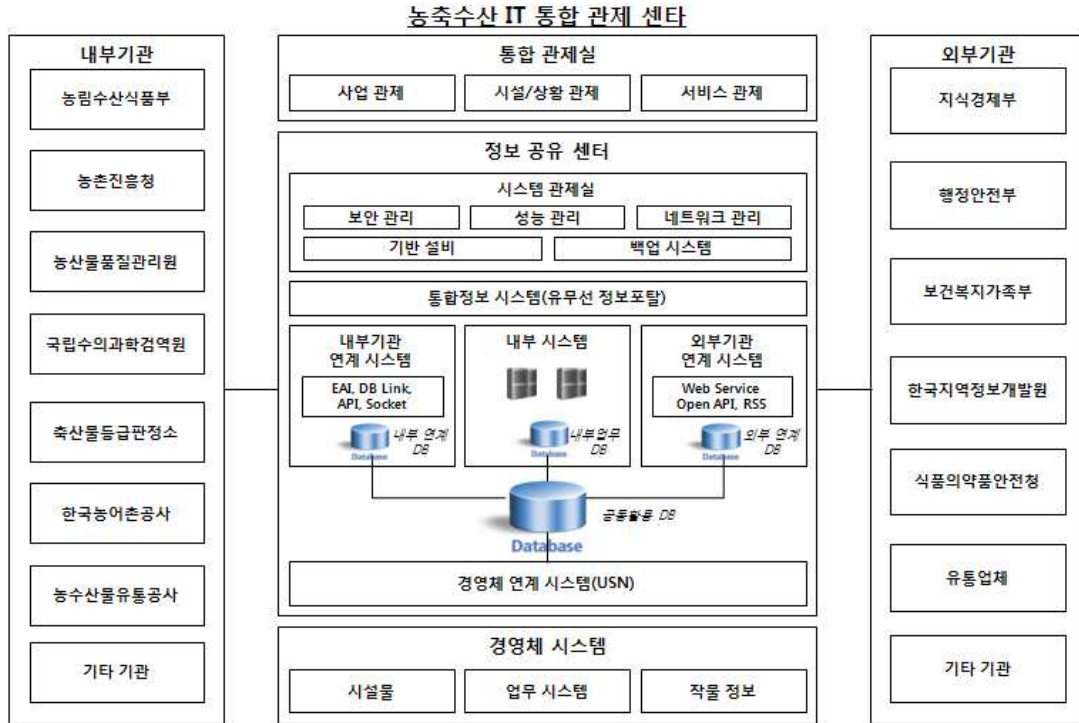 농축수산 IT 통합 관제 센타
내부기관
농림수산식품부
농촌진흥청
농산물품질관리원
국립수의과학검역원
축산물등급판정소
한국농어촌공사
농수산물유통공사
기타 기관
통합 관제실
사업 관제
시설/상황 관제
서비스 관제
정보 공유 센터
시스템 관제실
보안 관리
성능 관리
네트워크 관리
기반 설비
백업 시스템
통합정보 시스템(유무선 정보포탈)
내부기관
연계 시스템
EAI, DB Link,
API, Socket
내부 연계
DB
Database
내부 시스템
내부업무
DB
Database
외부기관
연계 시스템
Web Service
Open API, RSS
외부 연계
DB
Database
공통활용 DB
Database
경영체 연계 시스템(USN)
경영체 시스템
시설물
업무 시스템
작물 정보
외부기관
지식경제부
행정안전부
보건복지가족부
한국지역정보개발원
식품의약품안전청
유통업체
기타 기관